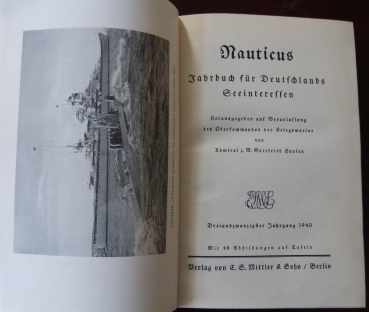 Nauticus
Jahrbuch für Deutschlands
Seeinteressen
Herausgegeben auf Veranlassung
des Oberkommandos der Kriegsmarine
von
Admiral z. V. Gottfried Hansen
Dreiundzwanzigster Jahrgang 1940
Mit 48 Abbildungen auf Tafeln
Verlag von E. S. Mittler & Sohn / Berlin